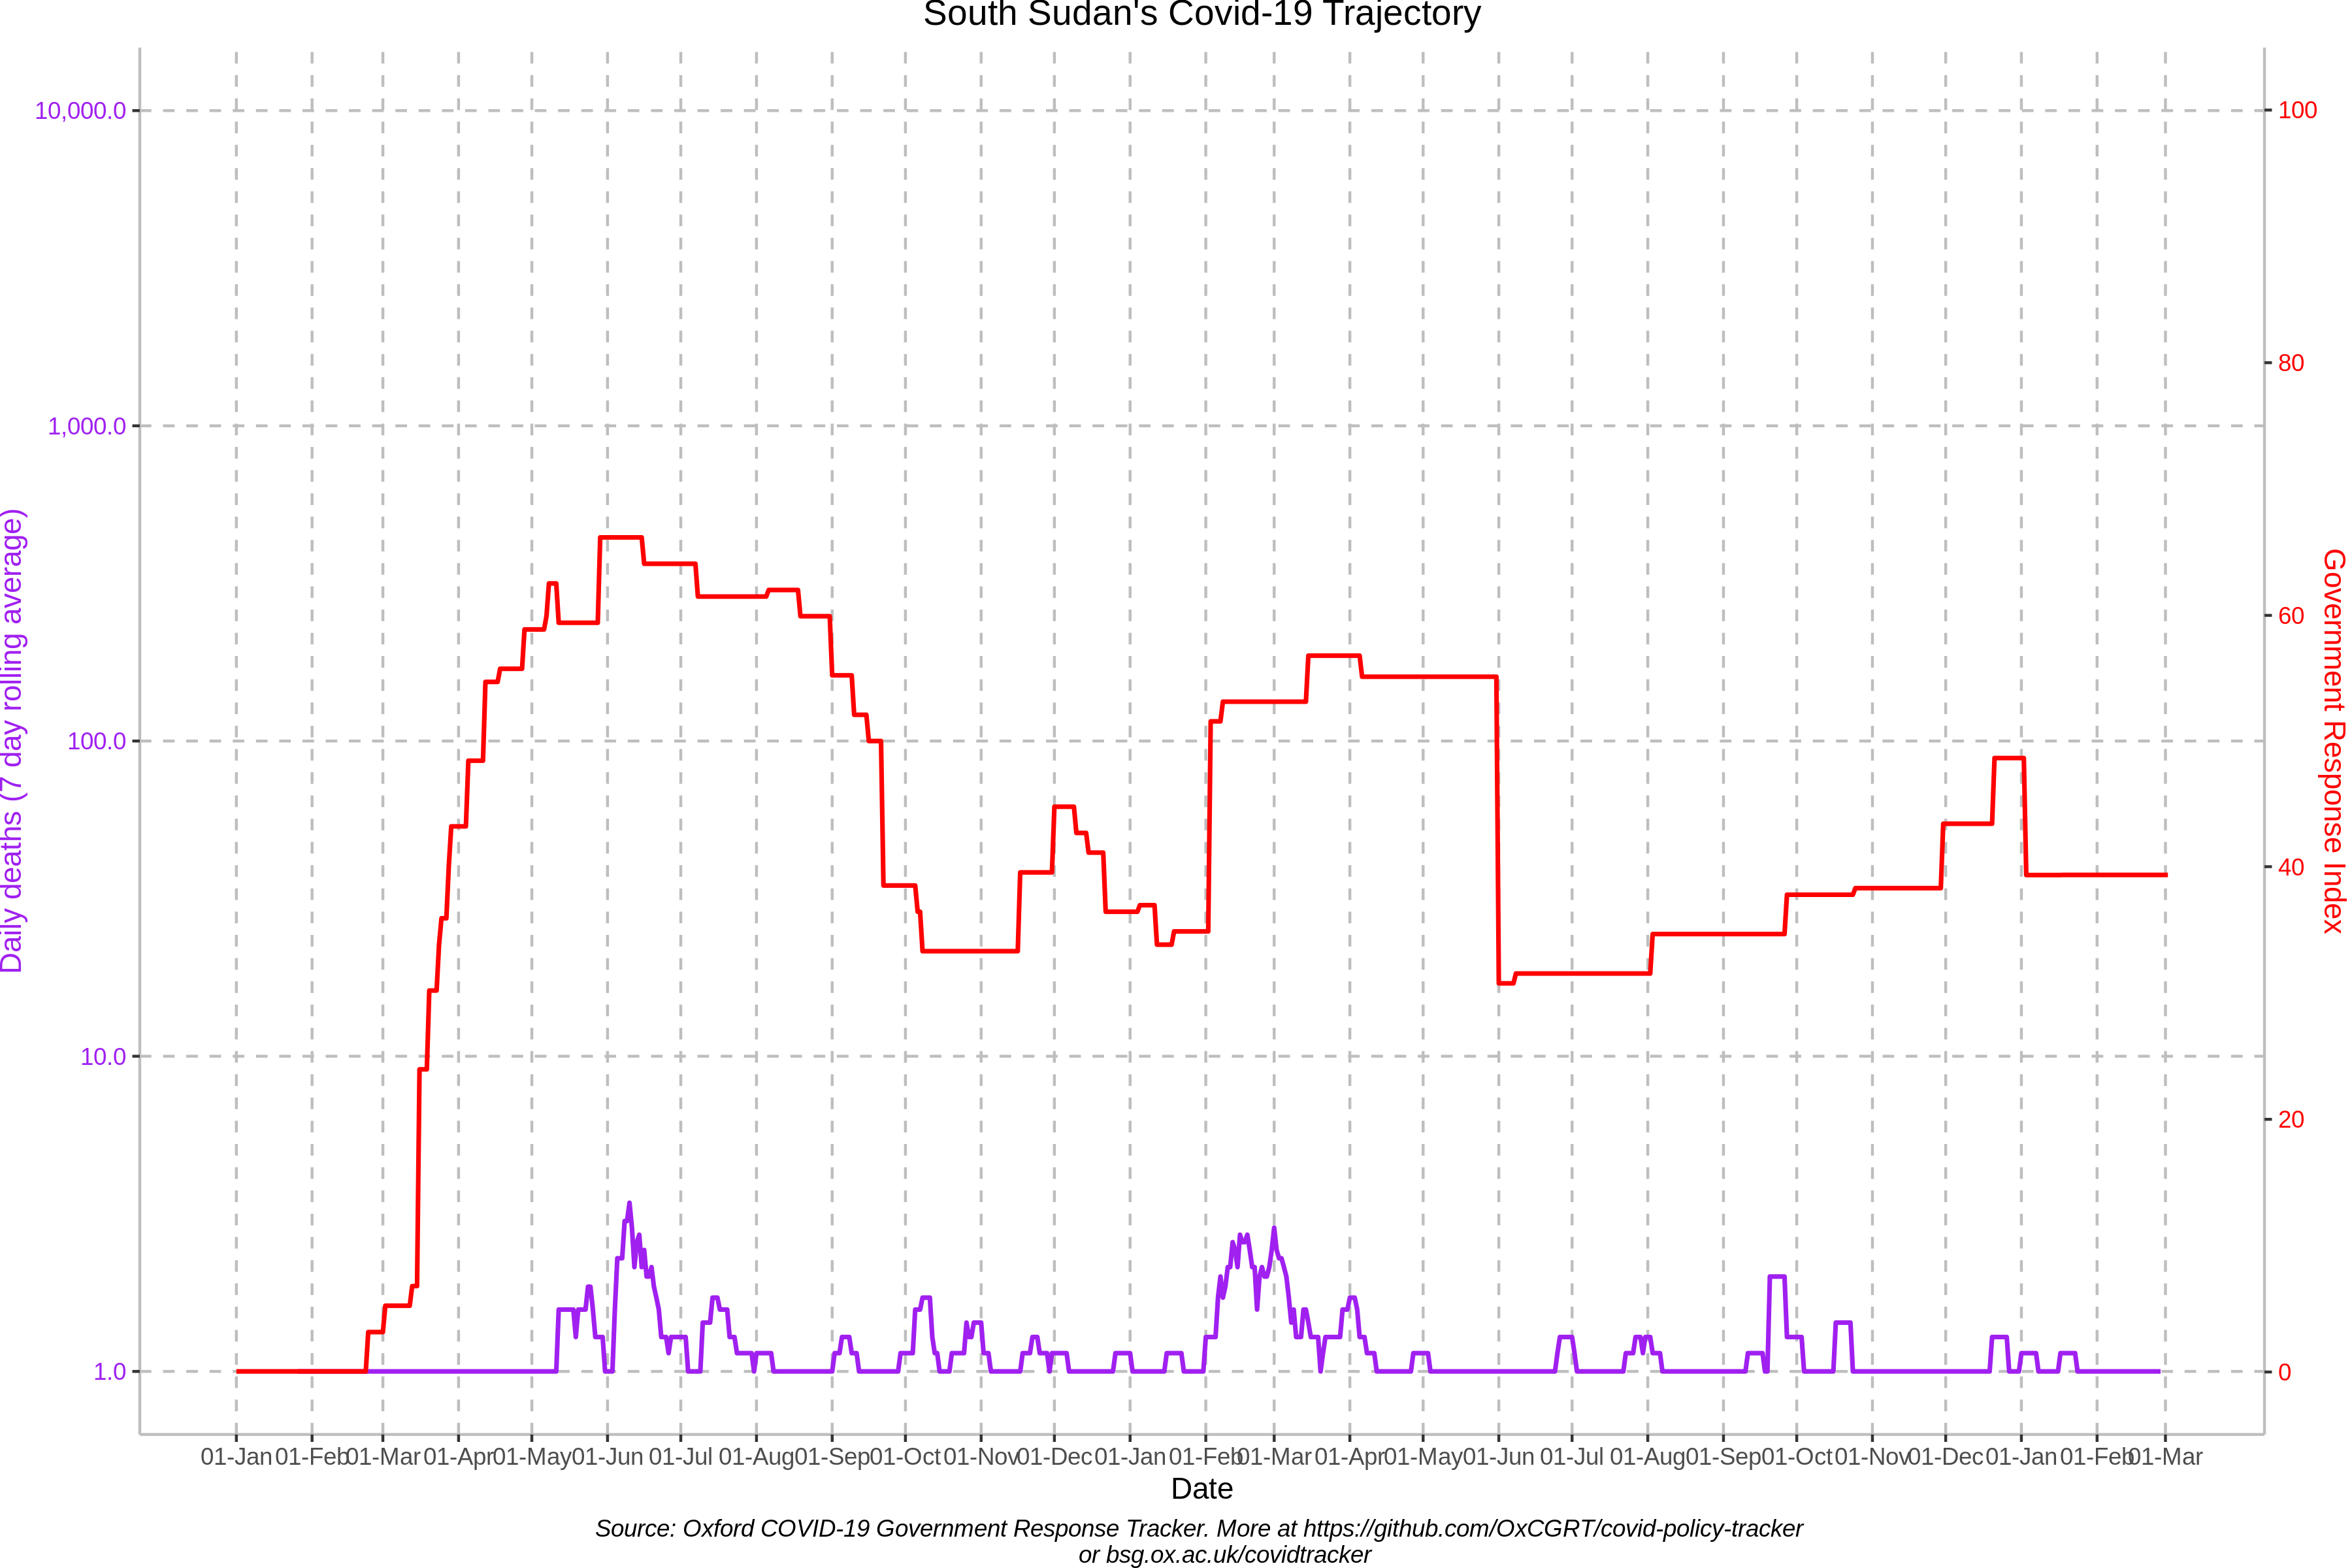 South Sudan's Covid-19 Trajectory
10,000.0
1,000.0
100.0
10.0
1.0
Daily deaths (7 day rolling average)
100
80
60
40
20
0
Government Response Index
01-Jan 01-Feb 01-Mar 01-Apr 01-May 01-Jun 01-Jul 01-Aug 01-Sep 01-Oct 01-Nov 01-Dec 01-Jan 01-Feb 01-Mar 01-Apr 01-May 01-Jun 01-Jul 01-Aug 01-Sep 01-Oct 01-Nov 01-Dec 01-Jan 01-Feb 01-Mar
Date
Source: Oxford COVID-19 Government Response Tracker. More at https://github.com/OxCGRT/covid-policy-tracker
or bsg.ox.ac.uk/covidtracker